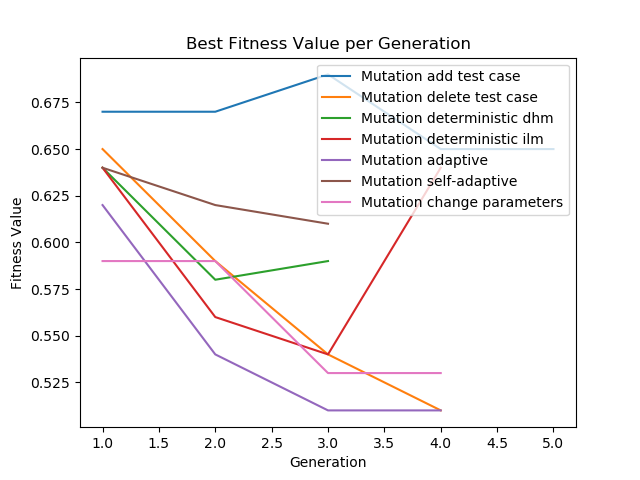 Best Fitness Value per Generation
Mutation add test case
Mutation delete test case
Mutation deterministic dhm
Mutation deterministic ilm
Mutation adaptive
Mutation self-adaptive
Mutation change parameters
Fitness Value
0.675
0.650
0.625
0.600
0.575
0.550
0.525
1.0 1.5 2.0 2.5 3.0 3.5 4.0 4.5 5.0
Generation